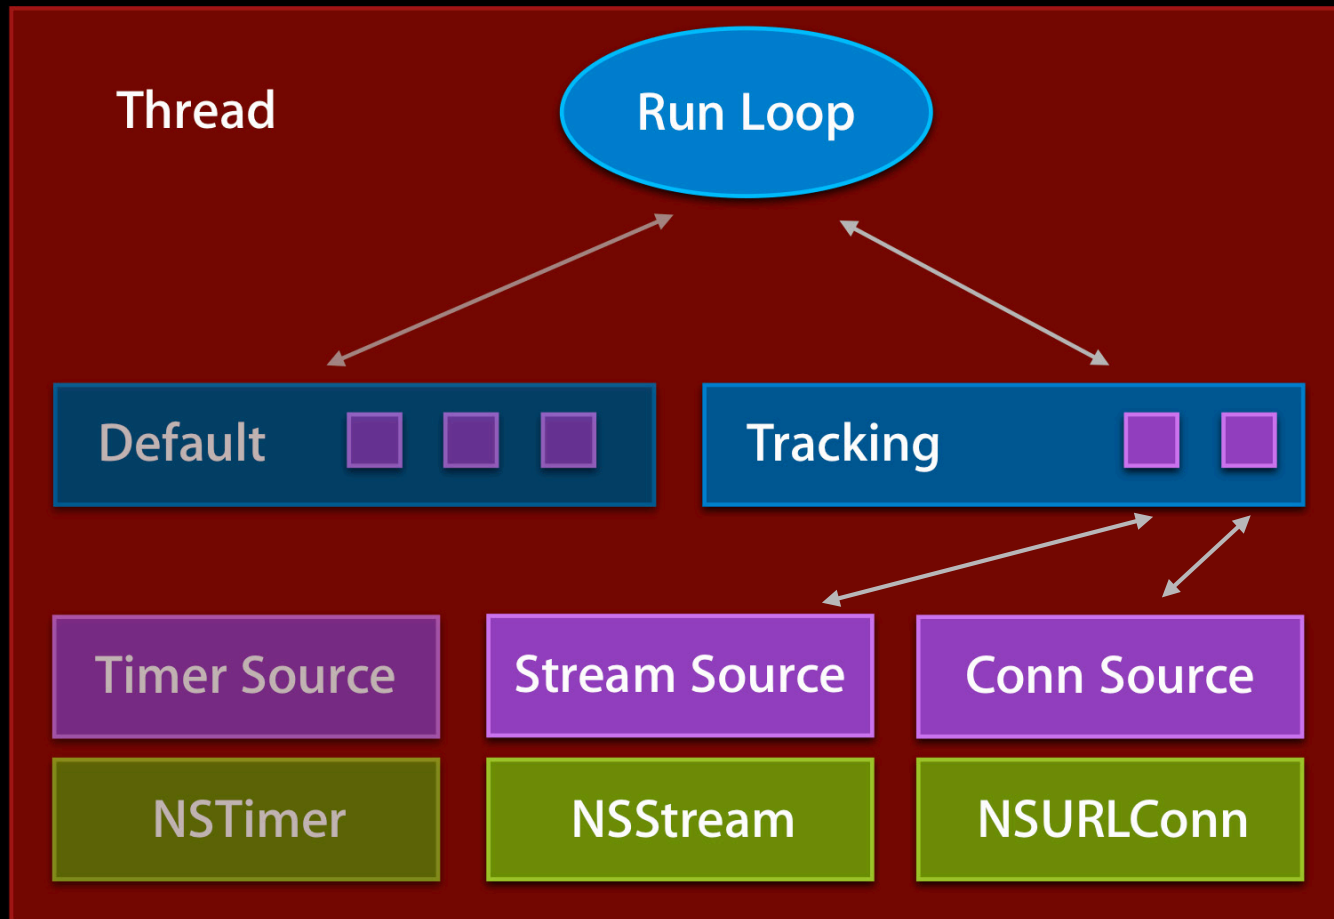 Thread
Run Loop
Default
Tracking
Timer Source
Stream Source
Conn Source
NSTimer
NSStream
NSURLConn